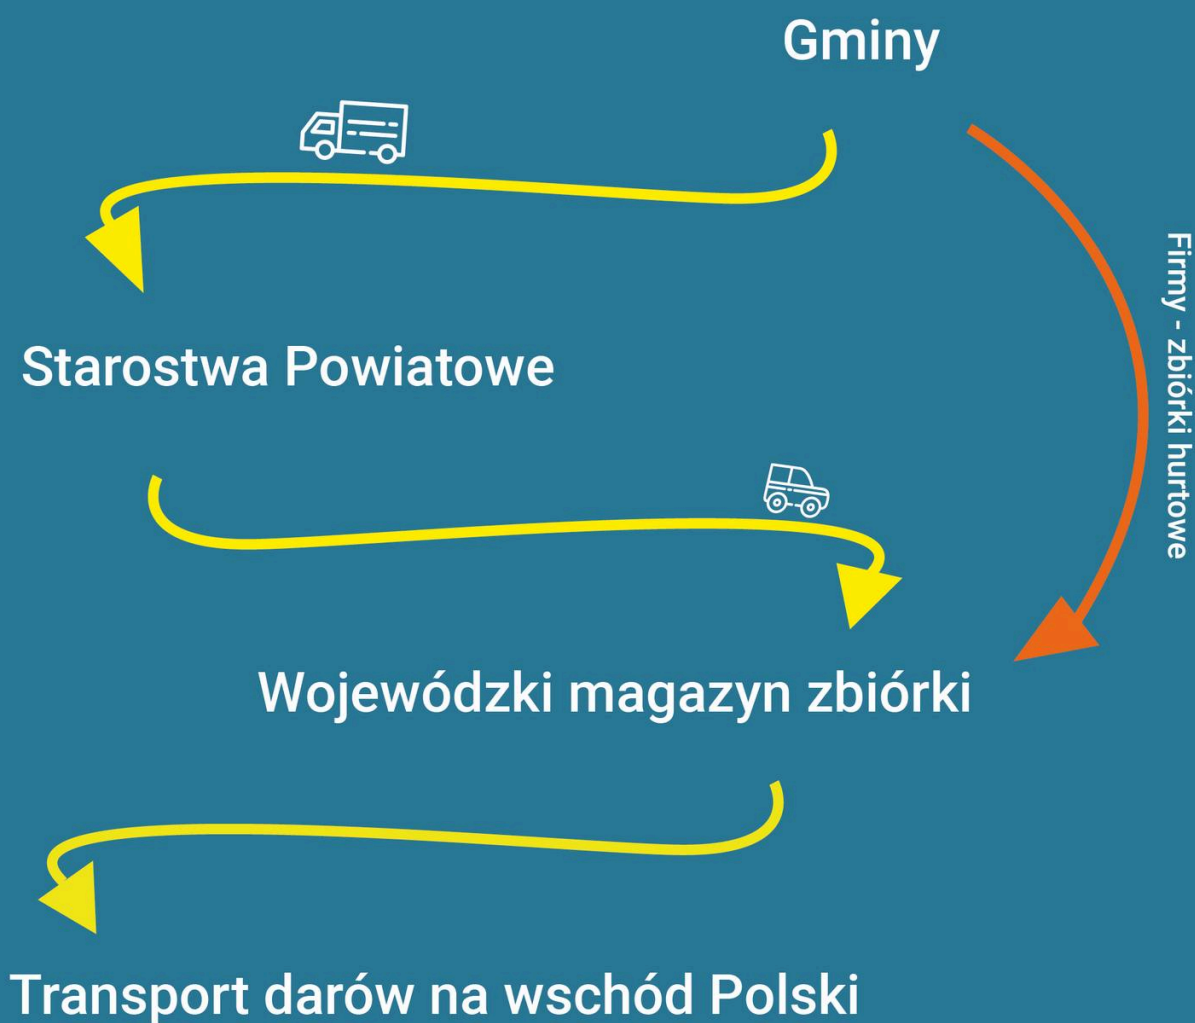 Gminy
Firmy - zbiórki hurtowe
Starostwa Powiatowe
Wojewódzki magazyn zbiórki
Transport darów na wschód Polski